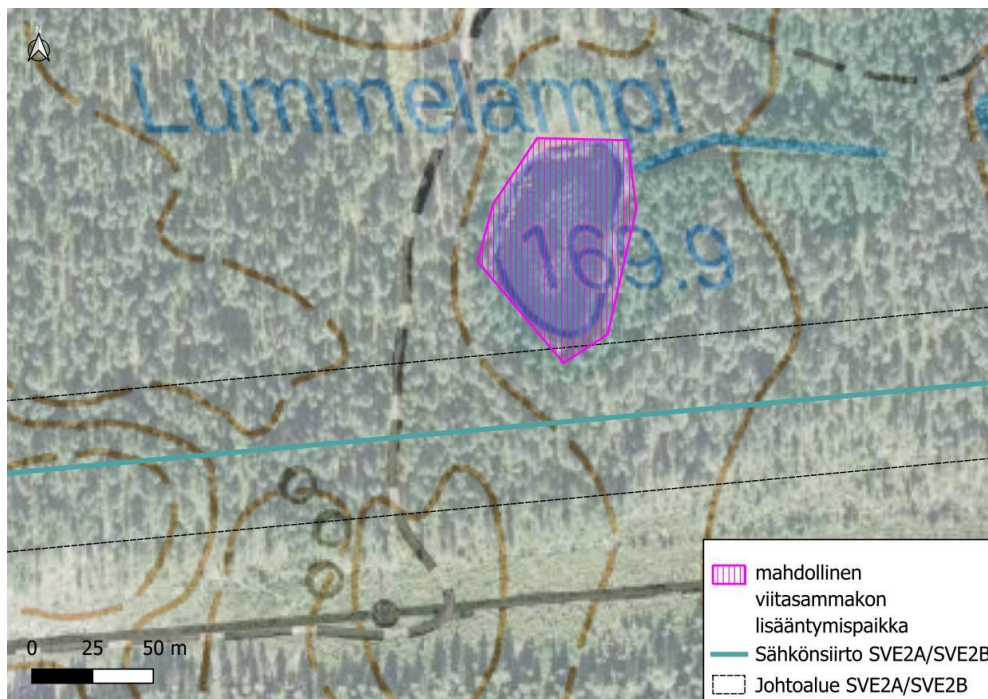 Lummelampi
169.9
mahdollinen
viitasammakon
lisääntymispaikka
Sähkönsiirto SVE2A/SVE2B
Johtoalue SVE2A/SVE2B
0 25 50 m